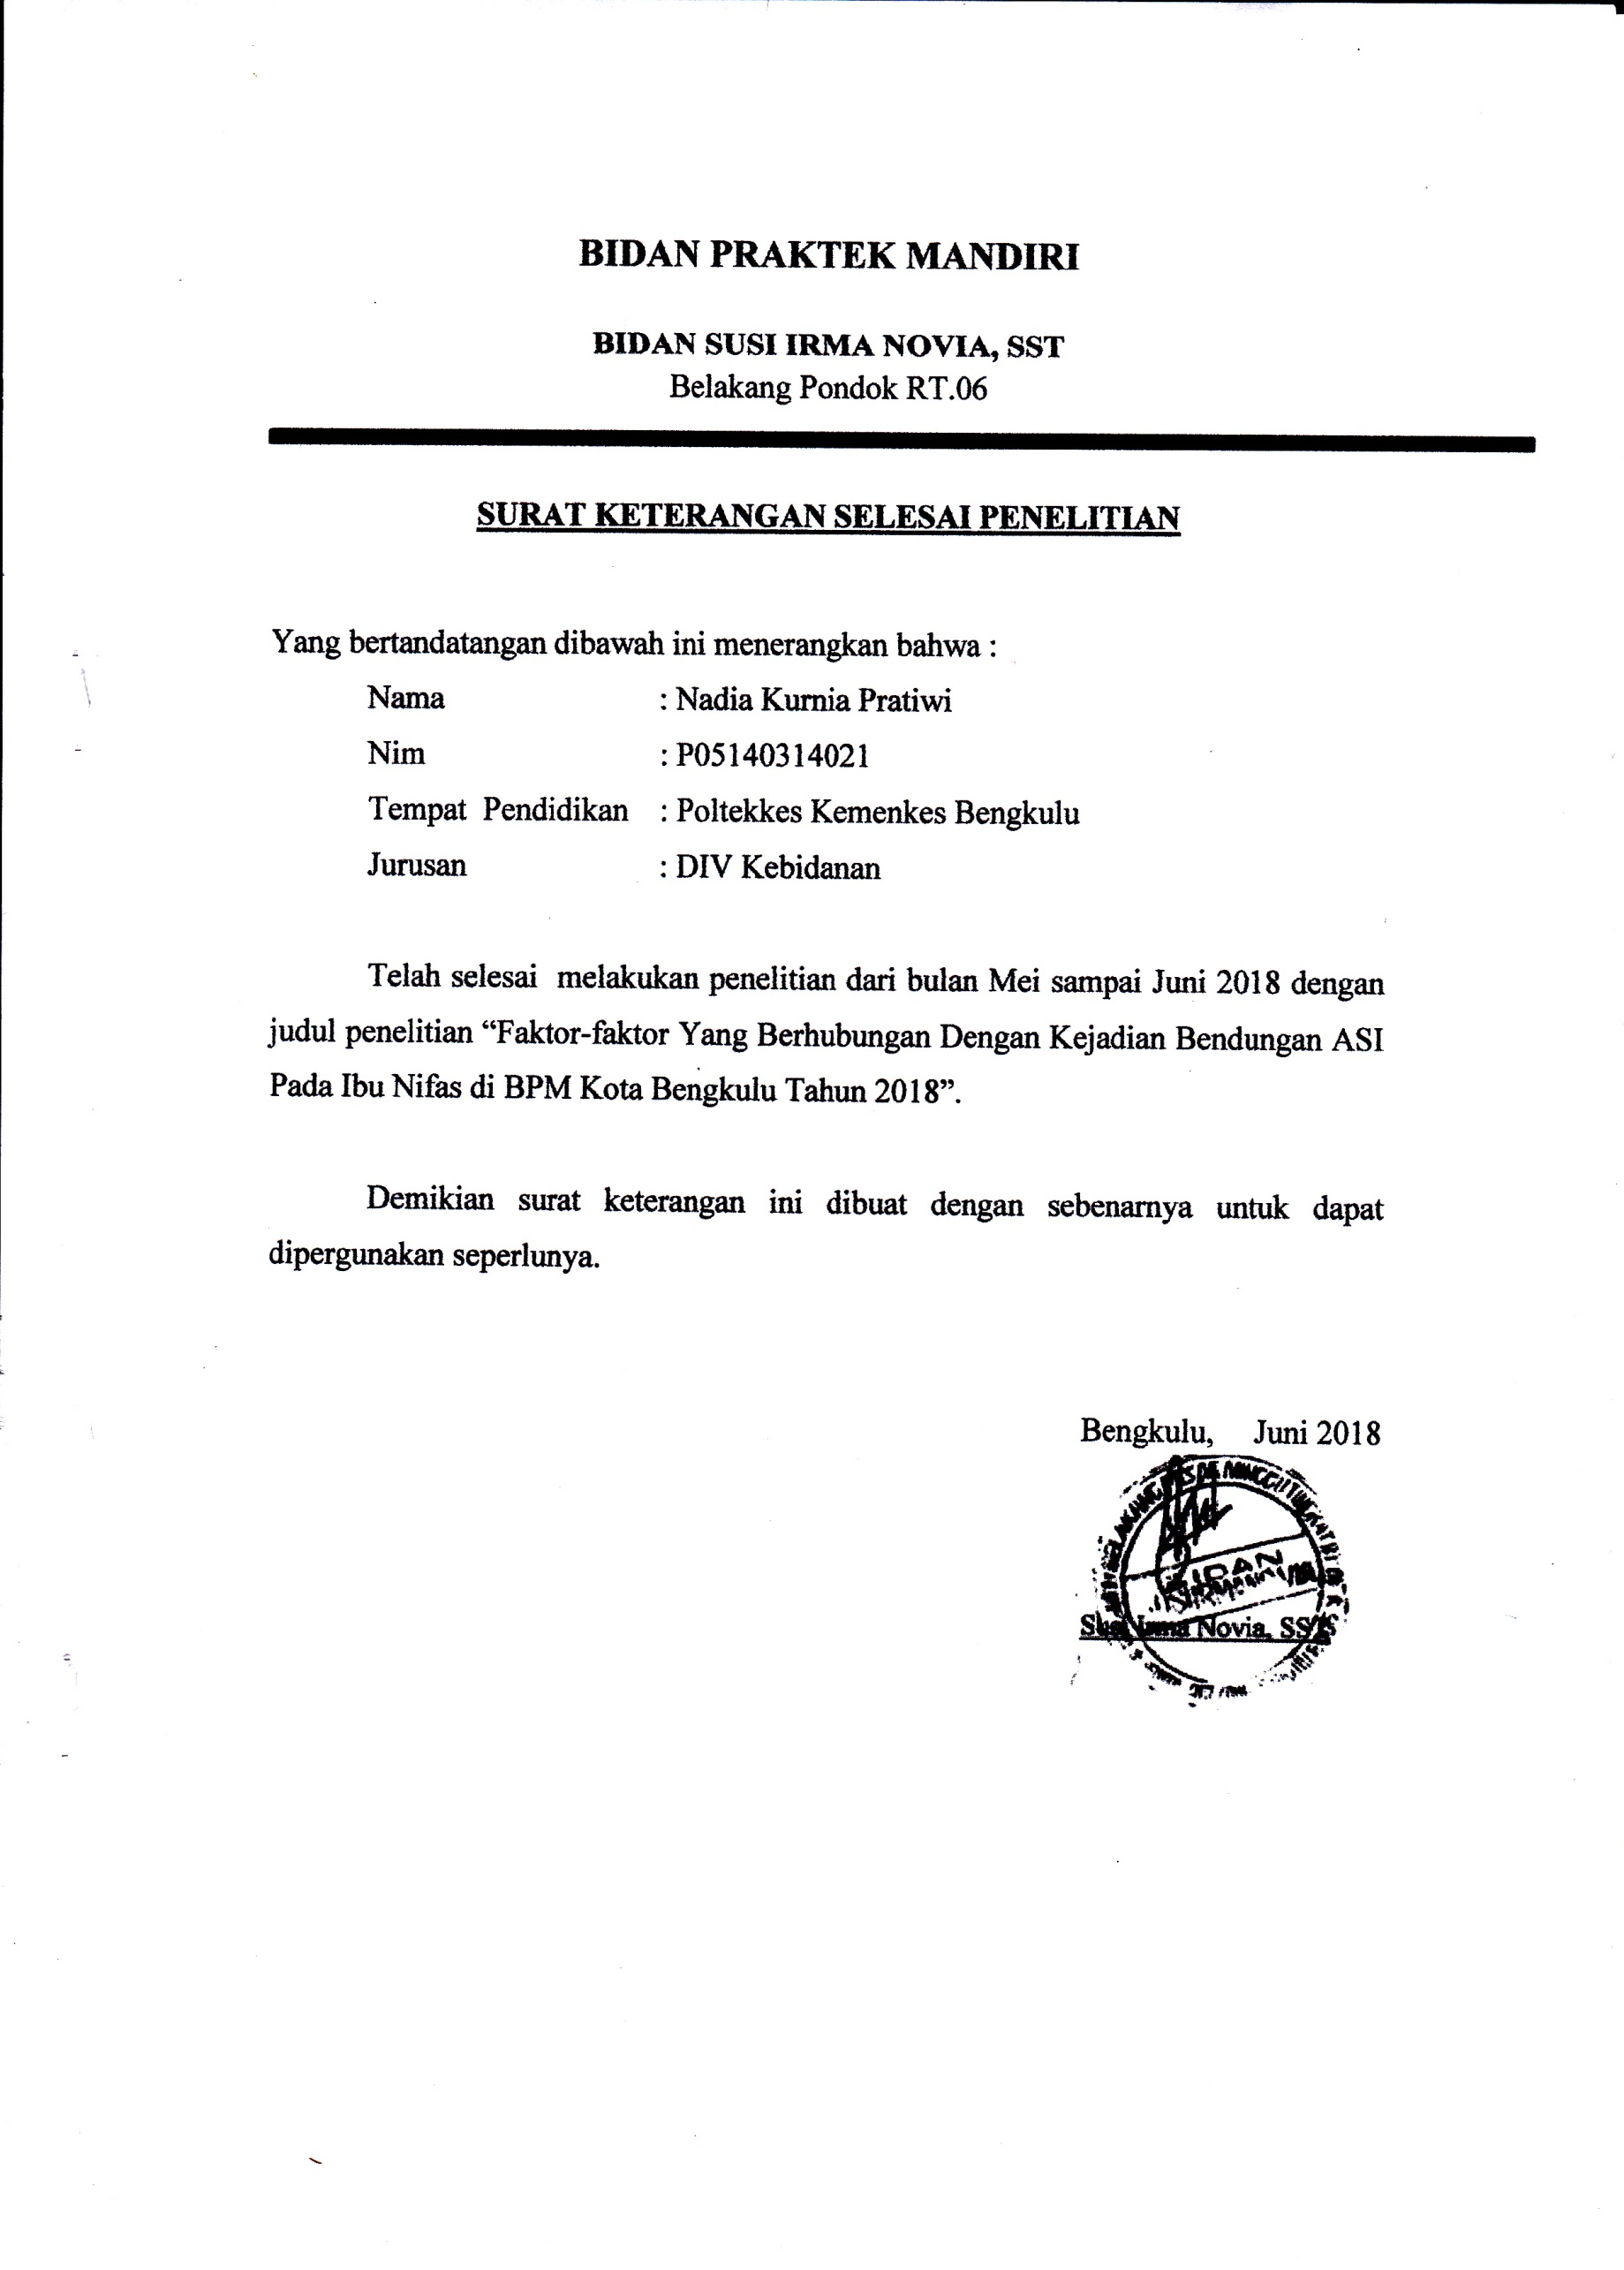 BIDAN PRAKTEK MANDIRI
BIDAN SUSI IRMA NOVIA, SST
Belakang Pondok RT.06
SURAT KETERANGAN SELESAI PENELITIAN
Yang bertandatangan dibawah ini menerangkan bahwa :
Nama : Nadia Kurnia Pratiwi
Nim : P05140314021
Tempat Pendidikan : Poltekkes Kemenkes Bengkulu
Jurusan : DIV Kebidanan
Telah selesai melakukan penelitian dari bulan Mei sampai Juni 2018 dengan
judul penelitian “Faktor-faktor Yang Berhubungan Dengan Kejadian Bendungan ASI
Pada Ibu Nifas di BPM Kota Bengkulu Tahun 2018”.
Demikian surat keterangan ini dibuat dengan sebenarnya untuk dapat
dipergunakan seperlunya.
Bengkulu, Juni 2018
BIDAN
Susi Irma Novia, SST